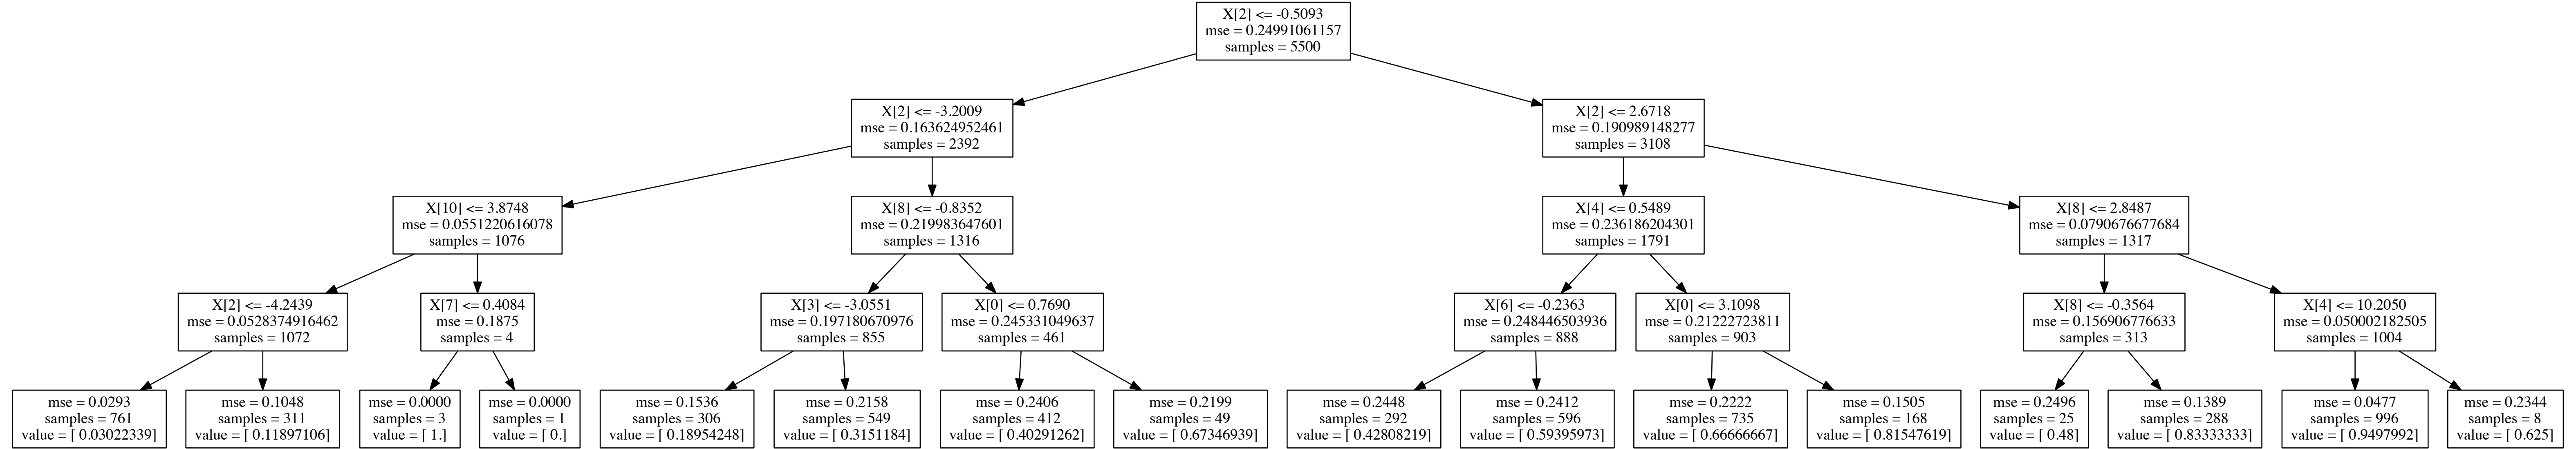 X[2] <= -0.5093
mse = 0.24991061157
samples = 5500
X[2] <= -3.2009
mse = 0.163624952461
samples = 2392
X[2] <= 2.6718
mse = 0.190989148277
samples = 3108
X[10] <= 3.8748
mse = 0.0551220616078
samples = 1076
X[8] <= -0.8352
mse = 0.219983647601
samples = 1316
X[4] <= 0.5489
mse = 0.236186204301
samples = 1791
X[8] <= 2.8487
mse = 0.0790676677684
samples = 1317
X[2] <= -4.2439
mse = 0.0528374916462
samples = 1072
X[7] <= 0.4084
mse = 0.1875
samples = 4
X[3] <= -3.0551
mse = 0.197180670976
samples = 855
X[0] <= 0.7690
mse = 0.245331049637
samples = 461
X[6] <= -0.2363
mse = 0.248446503936
samples = 888
X[0] <= 3.1098
mse = 0.21222723811
samples = 903
X[8] <= -0.3564
mse = 0.156906776633
samples = 313
X[4] <= 10.2050
mse = 0.050002182505
samples = 1004
mse = 0.0293
samples = 761
value = [ 0.03022339]
mse = 0.1048
samples = 311
value = [ 0.11897106]
mse = 0.0000
samples = 3
value = [ 1.]
mse = 0.0000
samples = 1
value = [ 0.]
mse = 0.1536
samples = 306
value = [ 0.18954248]
mse = 0.2158
samples = 549
value = [ 0.3151184]
mse = 0.2406
samples = 412
value = [ 0.40291262]
mse = 0.2199
samples = 49
value = [ 0.67346939]
mse = 0.2448
samples = 292
value = [ 0.42808219]
mse = 0.2412
samples = 596
value = [ 0.59395973]
mse = 0.2222
samples = 735
value = [ 0.66666667]
mse = 0.1505
samples = 168
value = [ 0.81547619]
mse = 0.2496
samples = 25
value = [ 0.48]
mse = 0.1389
samples = 288
value = [ 0.83333333]
mse = 0.0477
samples = 996
value = [ 0.9497992]
mse = 0.2344
samples = 8
value = [ 0.625]